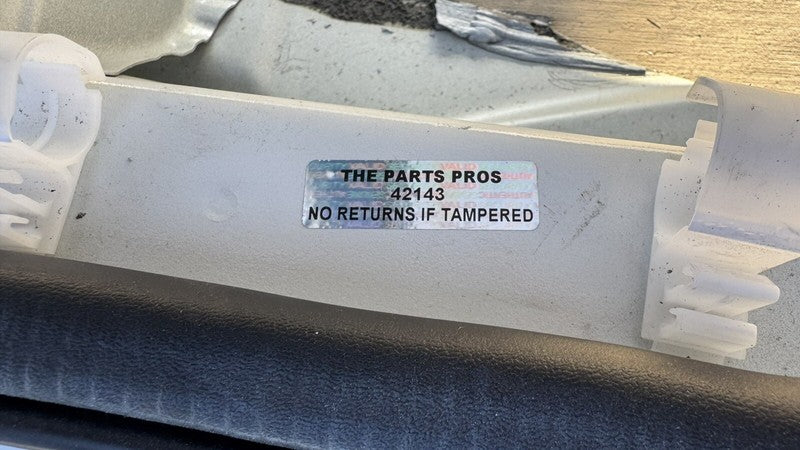 THE PARTS PROS
42143
NO RETURNS IF TAMPERED